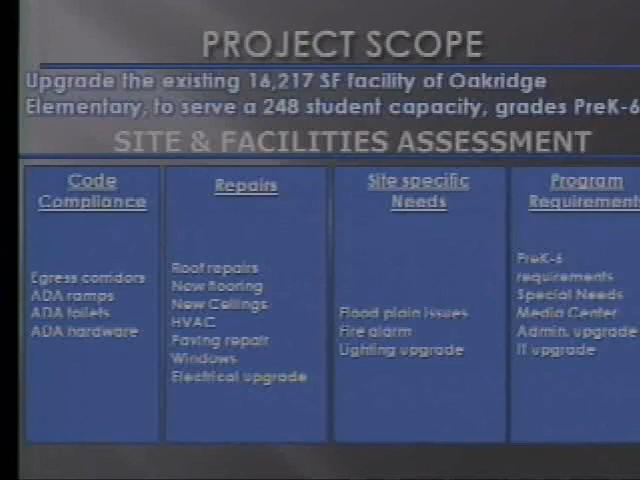 PROJECT SCOPE
Upgrade the existing 16,217 SF facility of Oakridge
Elementary, to serve a 248 student capacity, grades PreK-6
SITE & FACILITIES ASSESSMENT
Code
Compliance
Egress corridors
ADA ramps
ADA toilets
ADA hardware
Repairs
Roof repairs
New flooring
New Ceilings
HVAC
Paving repair
Windows
Electrical upgrade
Site specific
Needs
Flood plain issues
Fire alarm
Lighting upgrade
Program
Requirements
PreK-6
requirements
Special Needs
Media Center
Admin. upgrade
IT upgrade